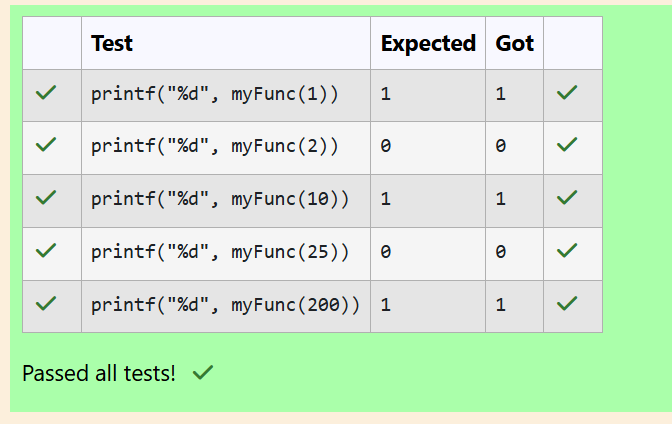 Test Expected Got
printf("%d", myFunc(1)) 1 1
printf("%d", myFunc(2)) 0 0
printf("%d", myFunc(10)) 1 1
printf("%d", myFunc(25)) 0 0
printf("%d", myFunc(200)) 1 1
Passed all tests!